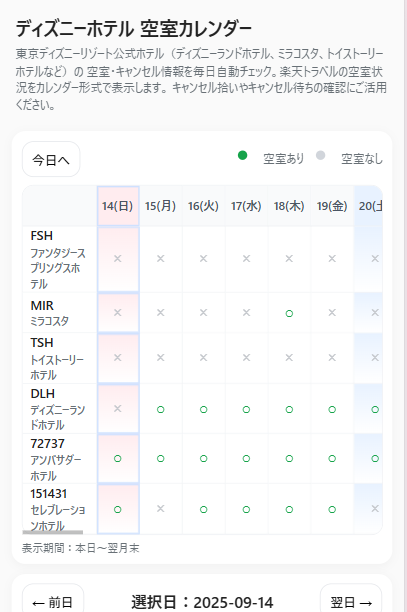 ディズニーホテル 空室カレンダー
東京ディズニーリゾート公式ホテル（ディズニーランドホテル、ミラコスタ、トイストーリー
ホテルなど）の 空室・キャンセル情報を毎日自動チェック。楽天トラベルの空室状
況をカレンダー形式で表示します。 キャンセル拾いやキャンセル待ちの確認にご活用
ください。
今日へ ● 空室あり ● 空室なし
14(日) 15(月) 16(火) 17(水) 18(木) 19(金) 20(土
FSH
ファンタジース
プリングスホ
テル
× × × × × × ×
MIR
ミラコスタ
× × × × ○ × ×
TSH
トイストーリー
ホテル
× × × × × × ×
DLH
ディズニーラン
ドホテル
× ○ ○ ○ ○ ○ ○
72737
アンバサダー
ホテル
○ ○ ○ ○ ○ ○ ○
151431
セレブレーショ
ンホテル
○ × ○ ○ ○ ○ ×
表示期間：本日〜翌月末
← 前日 選択日：2025-09-14 翌日 →